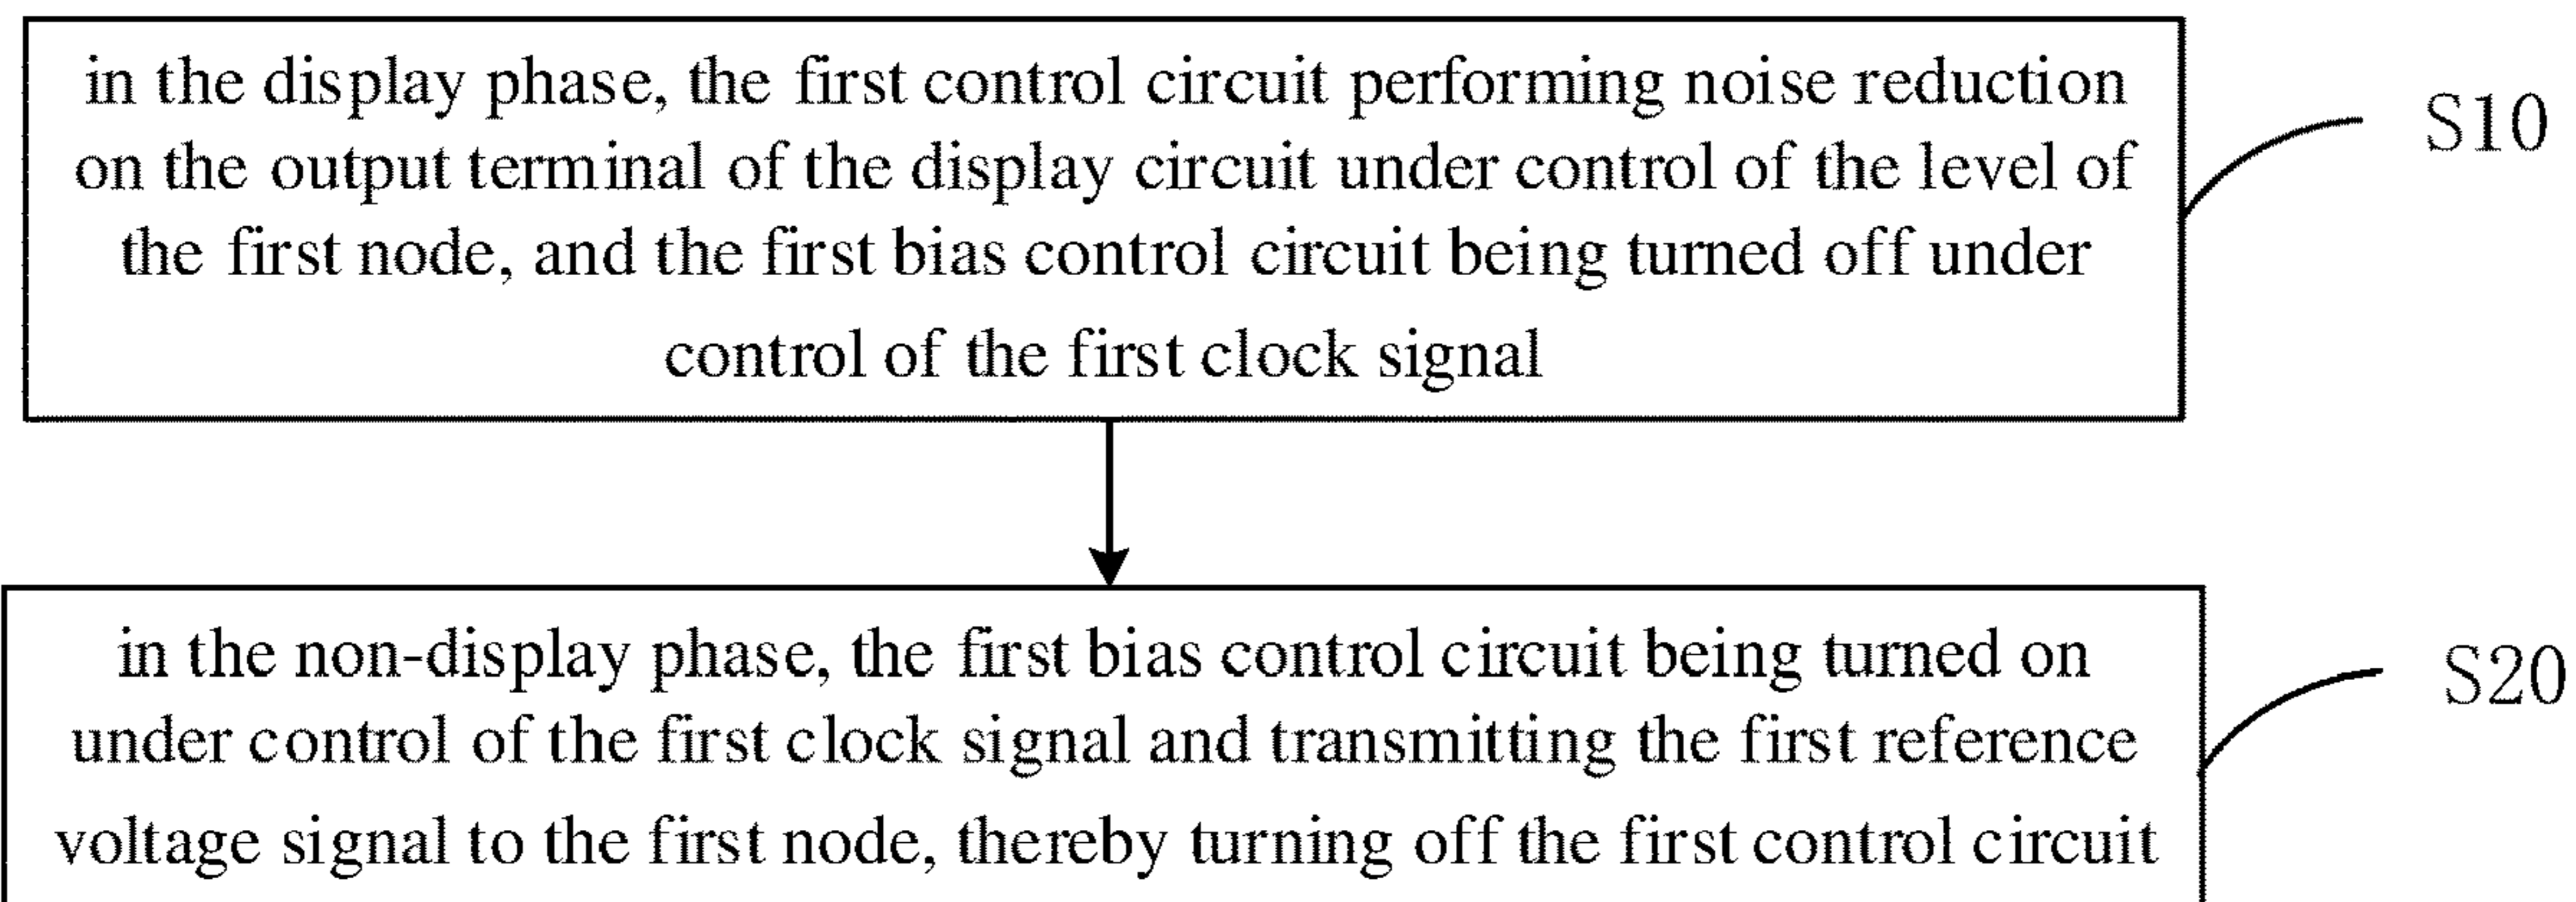 in the display phase, the first control circuit performing noise reduction
on the output terminal of the display circuit under control of the level of
the first node, and the first bias control circuit being turned off under
control of the first clock signal
S10
in the non-display phase, the first bias control circuit being turned on
under control of the first clock signal and transmitting the first reference
voltage signal to the first node, thereby turning off the first control circuit
S20